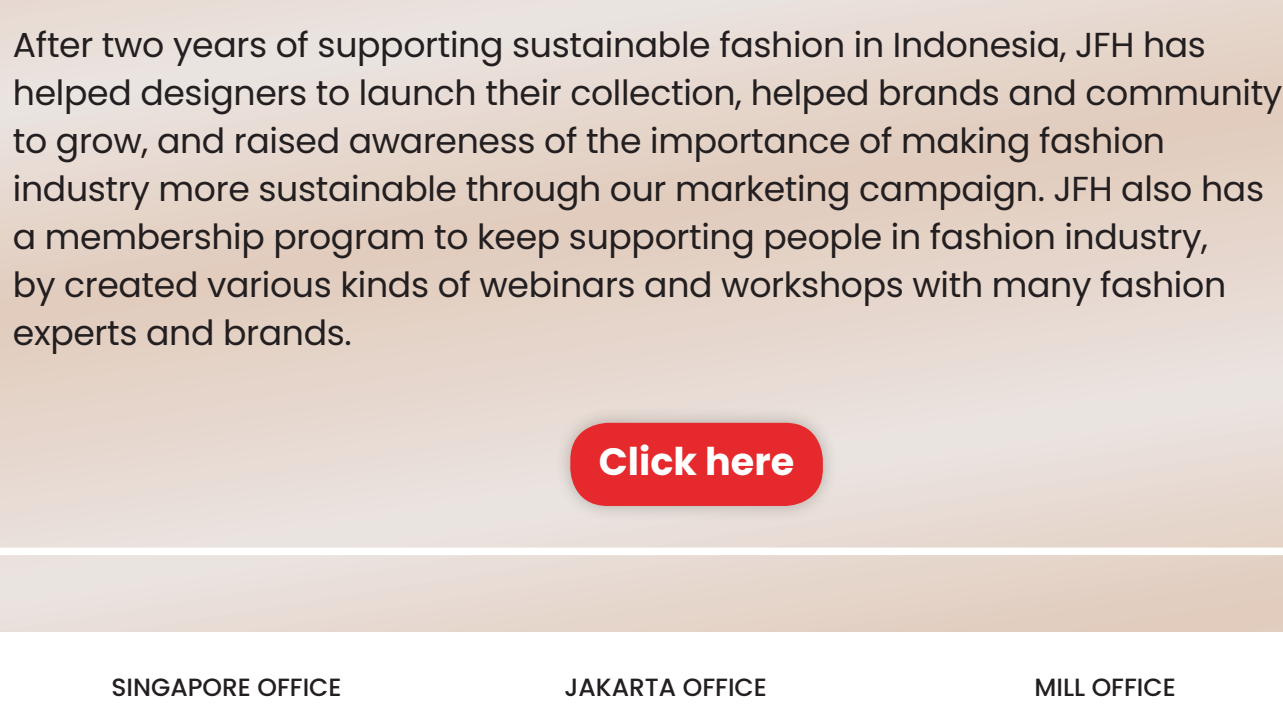 After two years of supporting sustainable fashion in Indonesia, JFH has
helped designers to launch their collection, helped brands and community
to grow, and raised awareness of the importance of making fashion
industry more sustainable through our marketing campaign. JFH also has
a membership program to keep supporting people in fashion industry,
by created various kinds of webinars and workshops with many fashion
experts and brands.
Click here
SINGAPORE OFFICE JAKARTA OFFICE MILL OFFICE